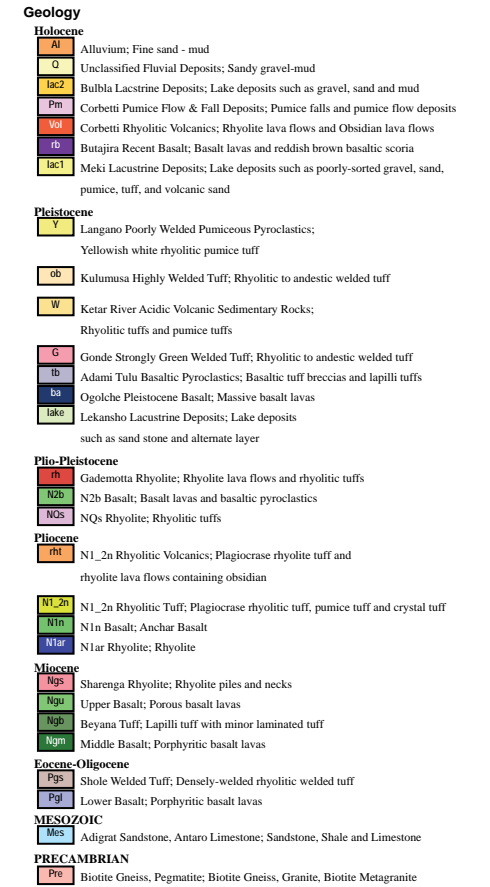 Geology
Holocene
Al Alluvium; Fine sand - mud
Q Unclassified Fluvial Deposits; Sandy gravel-mud
lac2 Bulbla Lacstrine Deposits; Lake deposits such as gravel, sand and mud
Pm Corbetti Pumice Flow & Fall Deposits; Pumice falls and pumice flow deposits
Vol Corbetti Rhyolitic Volcanics; Rhyolite lava flows and Obsidian lava flows
rb Butajira Recent Basalt; Basalt lavas and reddish brown basaltic scoria
lac1 Meki Lacustrine Deposits; Lake deposits such as poorly-sorted gravel, sand,
pumice, tuff, and volcanic sand
Pleistocene
Y Langano Poorly Welded Pumiceous Pyroclastics;
Yellowish white rhyolitic pumice tuff
ob Kulumusa Highly Welded Tuff; Rhyolitic to andestic welded tuff
W Ketar River Acidic Volcanic Sedimentary Rocks;
Rhyolitic tuffs and pumice tuffs
G Gonde Strongly Green Welded Tuff; Rhyolitic to andestic welded tuff
tb Adami Tulu Basaltic Pyroclastics; Basaltic tuff breccias and lapilli tuffs
ba Ogolche Pleistocene Basalt; Massive basalt lavas
lake Lekansho Lacustrine Deposits; Lake deposits
such as sand stone and alternate layer
Plio-Pleistocene
rh Gademotta Rhyolite; Rhyolite lava flows and rhyolitic tuffs
N2b N2b Basalt; Basalt lavas and basaltic pyroclastics
NQs NQs Rhyolite; Rhyolitic tuffs
Pliocene
rht N1_2n Rhyolitic Volcanics; Plagiocrase rhyolite tuff and
rhyolite lava flows containing obsidian
N1_2n N1_2n Rhyolitic Tuff; Plagiocrase rhyolitic tuff, pumice tuff and crystal tuff
N1n N1n Basalt; Anchar Basalt
N1ar N1ar Rhyolite; Rhyolite
Miocene
Ngs Sharenga Rhyolite; Rhyolite piles and necks
Ngu Upper Basalt; Porous basalt lavas
Ngb Beyana Tuff; Lapilli tuff with minor laminated tuff
Ngm Middle Basalt; Porphyritic basalt lavas
Eocene-Oligocene
Pgs Shole Welded Tuff; Densely-welded rhyolitic welded tuff
Pgl Lower Basalt; Porphyritic basalt lavas
MESOZOIC
Mes Adigrat Sandstone, Antaro Limestone; Sandstone, Shale and Limestone
PRECAMBRIAN
Pre Biotite Gneiss, Pegmatite; Biotite Gneiss, Granite, Biotite Metagranite